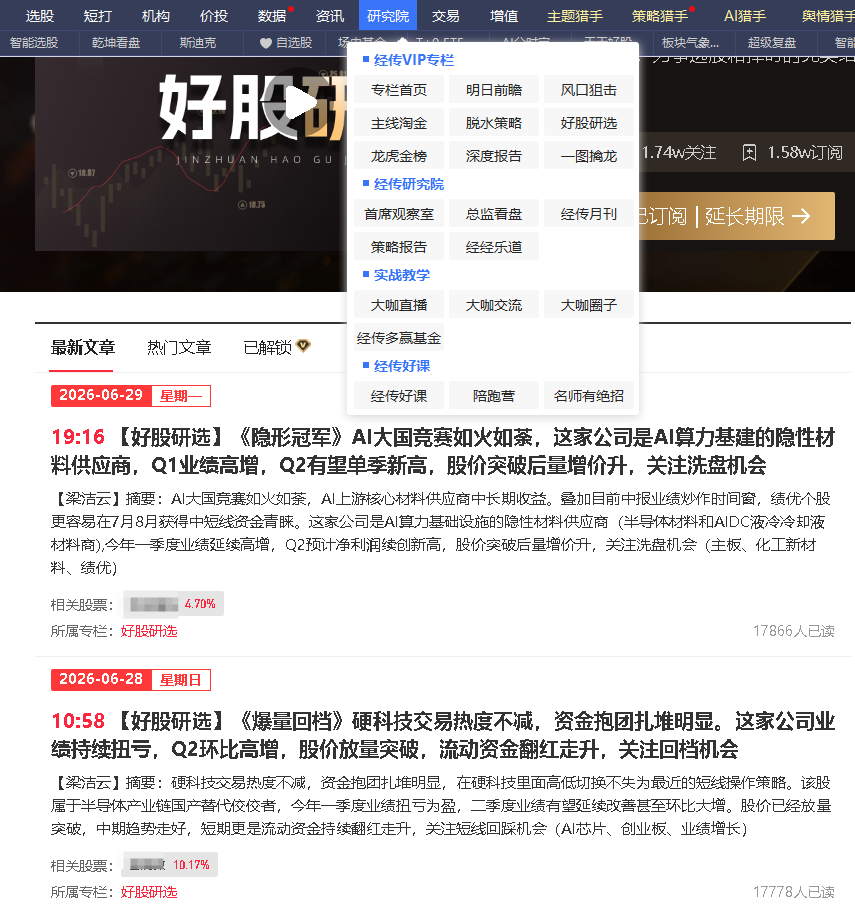 选股 短打 机构 价投 数据 资讯 研究院 交易 增值 主题猎手 策略猎手 AI猎手 舆情猎手
智能选股 乾坤看盘 斯迪克 自选股 板块气象... 超级复盘 智能
好股研
JINZHUAN HAO GU J
18.87
18.75
1.74w关注 1.58w订阅
已订阅 | 延长期限
经传VIP专栏
专栏首页 明日前瞻 风口狙击
主线淘金 脱水策略 好股研选
龙虎金榜 深度报告 一图擒龙
经传研究院
首席观察室 总监看盘 经传月刊
策略报告 经经乐道
实战教学
大咖直播 大咖交流 大咖圈子
经传多赢基金
经传好课
经传好课 陪跑营 名师有绝招
最新文章 热门文章 已解锁
2026-06-29 星期一
19:16 【好股研选】《隐形冠军》AI大国竞赛如火如荼，这家公司是AI算力基建的隐性材
料供应商，Q1业绩高增，Q2有望单季新高，股价突破后量增价升，关注洗盘机会
【梁洁云】摘要：AI大国竞赛如火如荼，AI上游核心材料供应商中长期收益。叠加目前中报业绩炒作时间窗，绩优个股
更容易在7月8月获得中短线资金青睐。这家公司是AI算力基础设施的隐性材料供应商（半导体材料和AIDC液冷冷却液
材料商),今年一季度业绩延续高增，Q2预计净利润续创新高，股价突破后量增价升，关注洗盘机会（主板、化工新材
料、绩优）
相关股票： 4.70%
所属专栏：好股研选 17866人已读
2026-06-28 星期日
10:58 【好股研选】《爆量回档》硬科技交易热度不减，资金抱团扎堆明显。这家公司业
绩持续扭亏，Q2环比高增，股价放量突破，流动资金翻红走升，关注回档机会
【梁洁云】摘要：硬科技交易热度不减，资金抱团扎堆明显，在硬科技里面高低切换不失为最近的短线操作策略。该股
属于半导体产业链国产替代佼佼者，今年一季度业绩扭亏为盈，二季度业绩有望延续改善甚至环比大增。股价已经放量
突破，中期趋势走好，短期更是流动资金持续翻红走升，关注短线回踩机会（AI芯片、创业板、业绩增长）
相关股票： 10.17%
所属专栏：好股研选 17778人已读